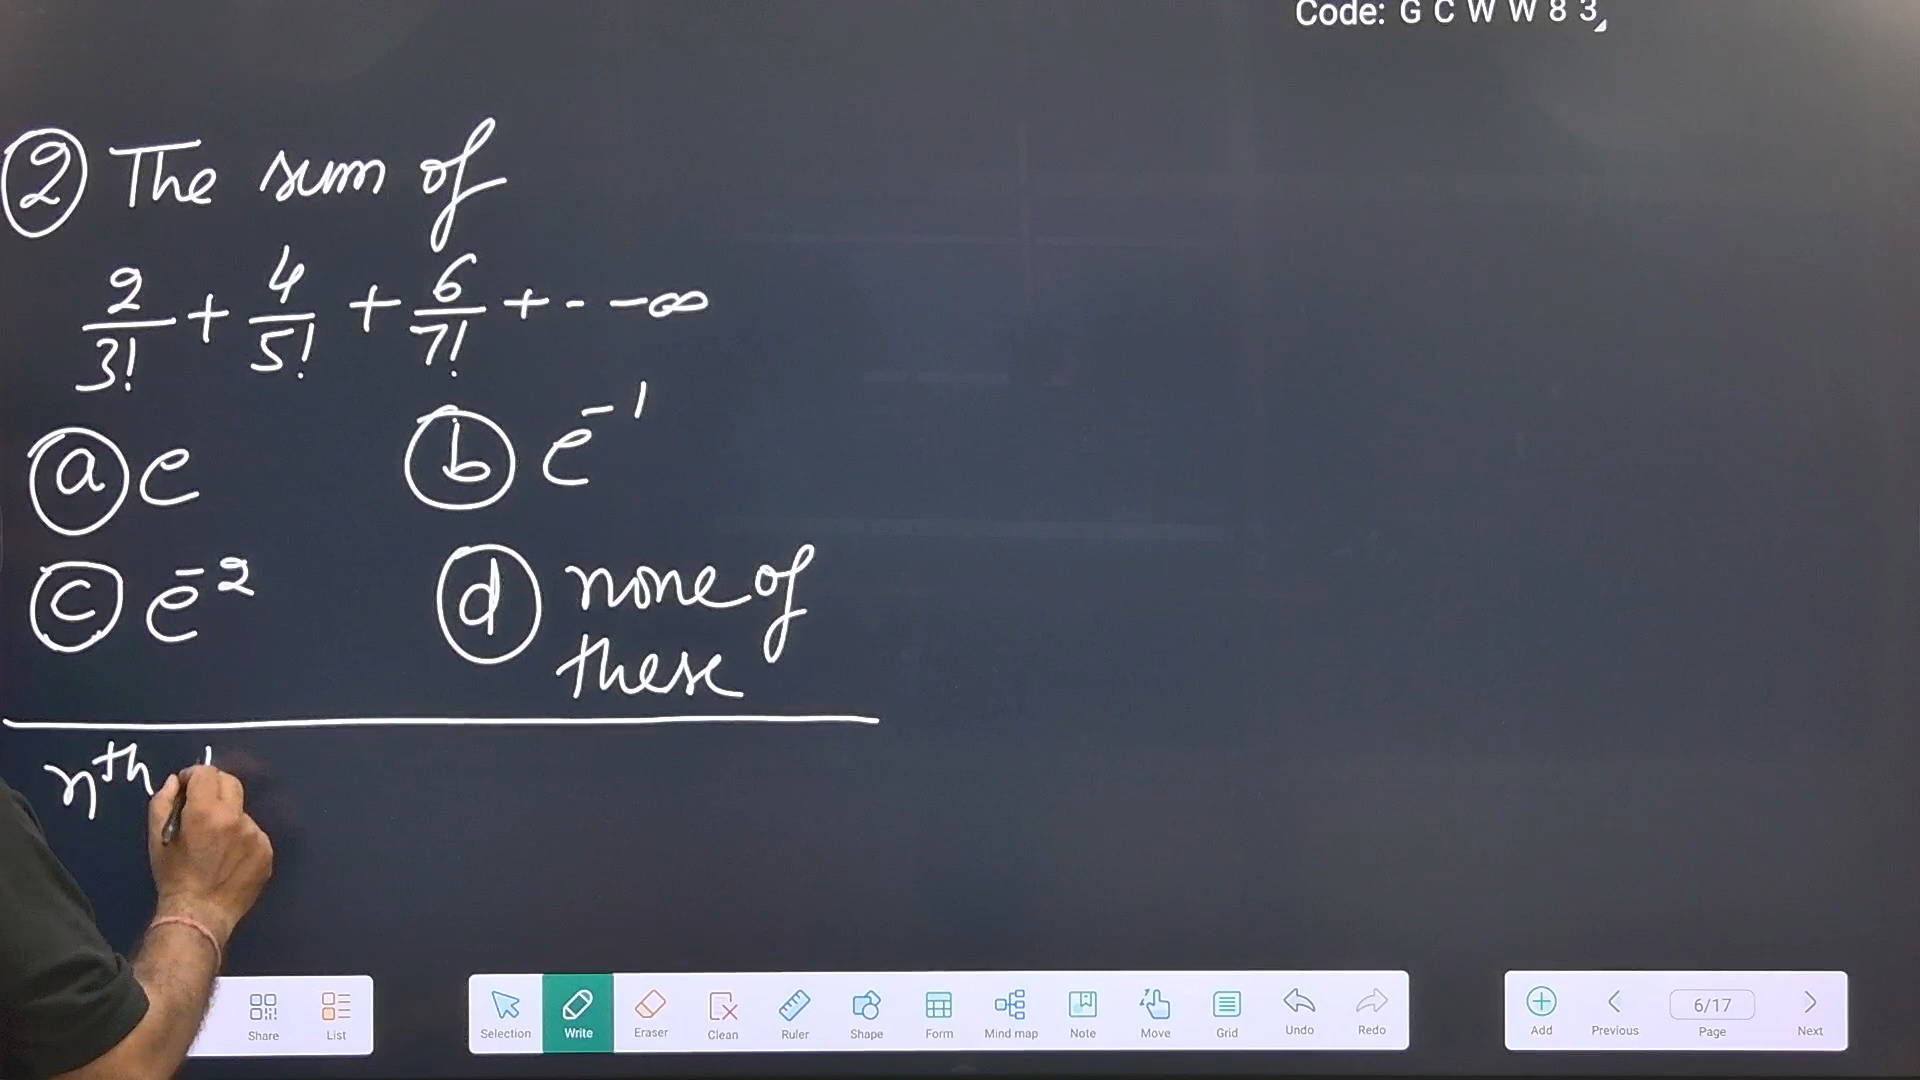 Code: G C W W 8 3
② The sum of
2/3! + 4/5! + 6/7! + - - - ∞
ⓐ e ⓑ e^-1
ⓒ e^-2 ⓓ none of
these
nth
Share List Selection Write Eraser Clean Ruler Shape Form Mind map Note Move Grid Undo Redo Add Previous 6/17 Page Next